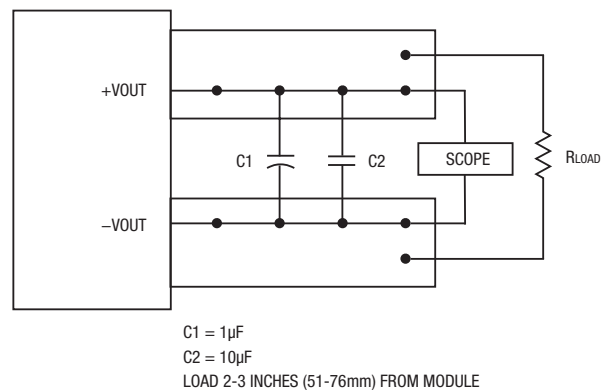 +VOUT
C1
C2
SCOPE
RLOAD
−VOUT
C1 = 1µF
C2 = 10µF
LOAD 2-3 INCHES (51-76mm) FROM MODULE